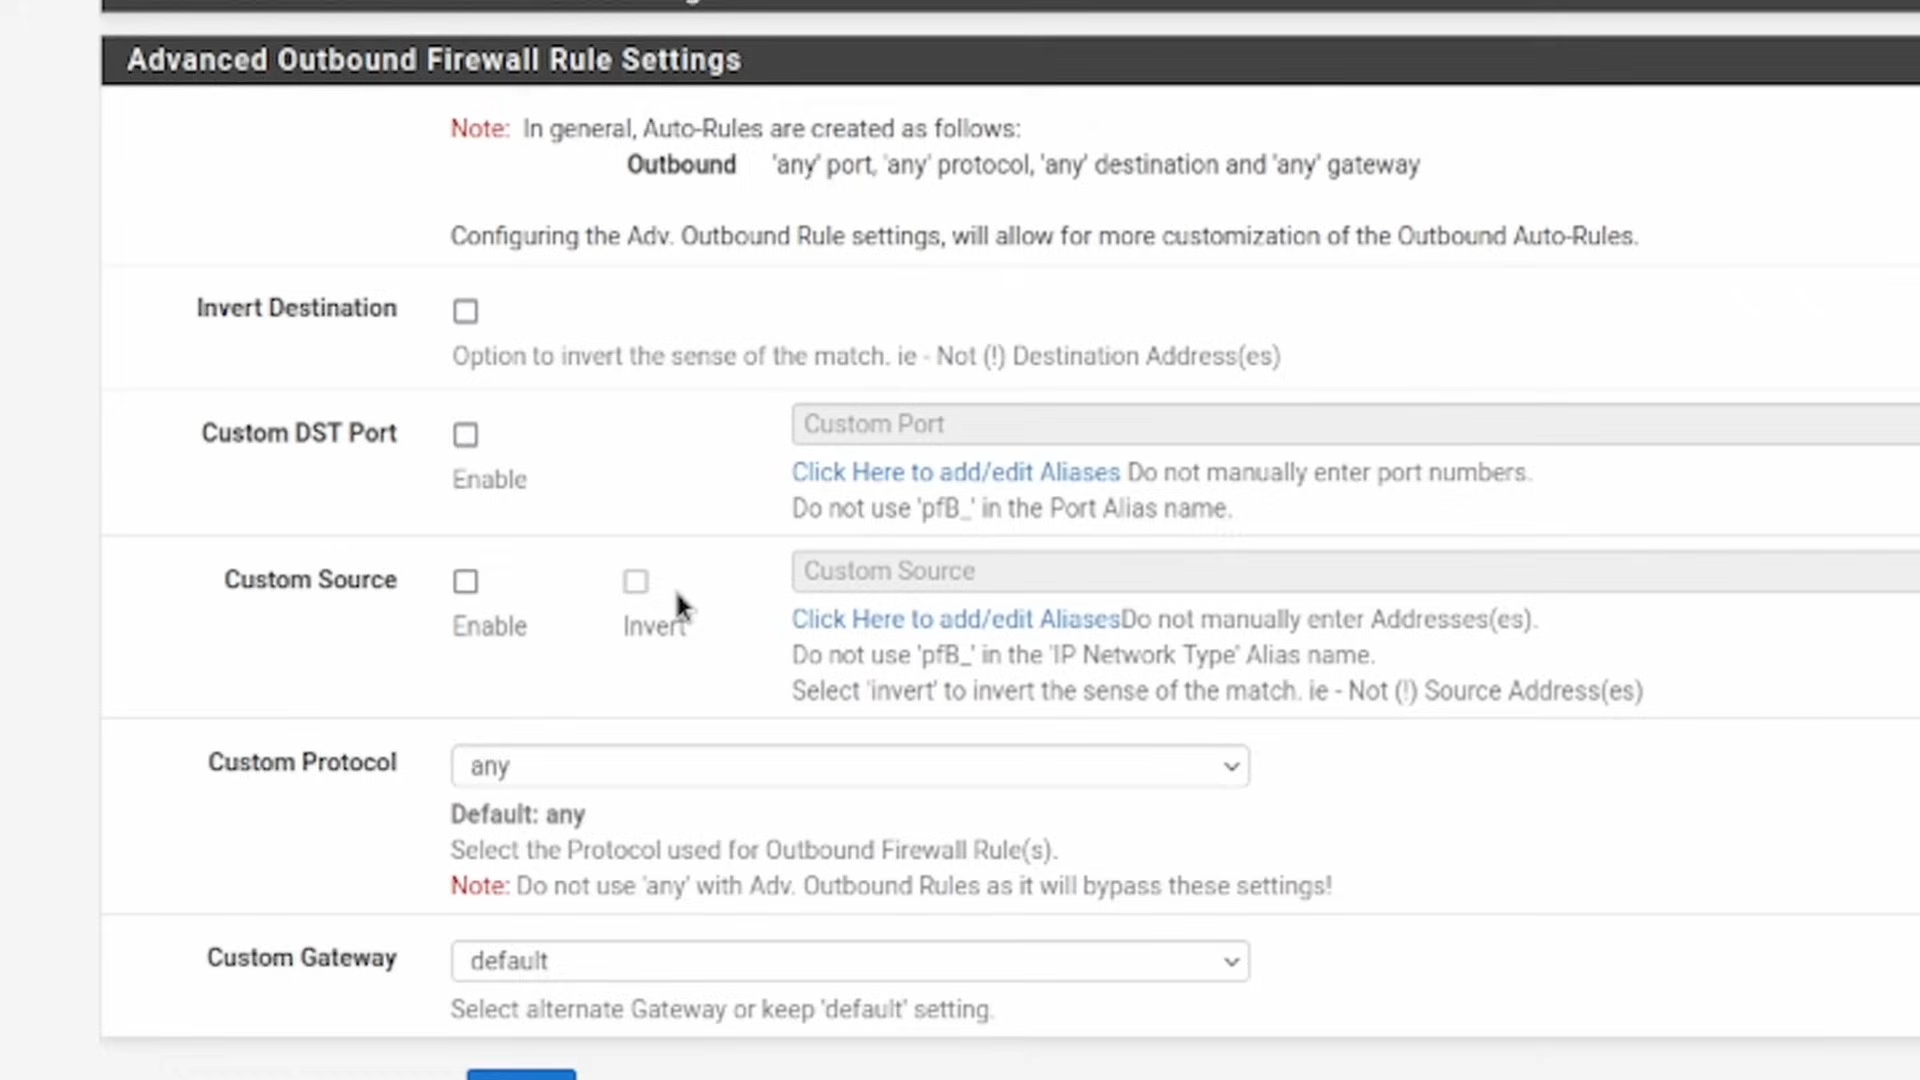 Advanced Outbound Firewall Rule Settings
Note: In general, Auto-Rules are created as follows:
Outbound 'any' port, 'any' protocol, 'any' destination and 'any' gateway
Configuring the Adv. Outbound Rule settings, will allow for more customization of the Outbound Auto-Rules.
Invert Destination
Option to invert the sense of the match. ie - Not (!) Destination Address(es)
Custom DST Port
Enable
Custom Port
Click Here to add/edit Aliases Do not manually enter port numbers.
Do not use 'pfB_' in the Port Alias name.
Custom Source
Enable
Invert
Custom Source
Click Here to add/edit AliasesDo not manually enter Addresses(es).
Do not use 'pfB_' in the 'IP Network Type' Alias name.
Select 'invert' to invert the sense of the match. ie - Not (!) Source Address(es)
Custom Protocol
any
Default: any
Select the Protocol used for Outbound Firewall Rule(s).
Note: Do not use 'any' with Adv. Outbound Rules as it will bypass these settings!
Custom Gateway
default
Select alternate Gateway or keep 'default' setting.